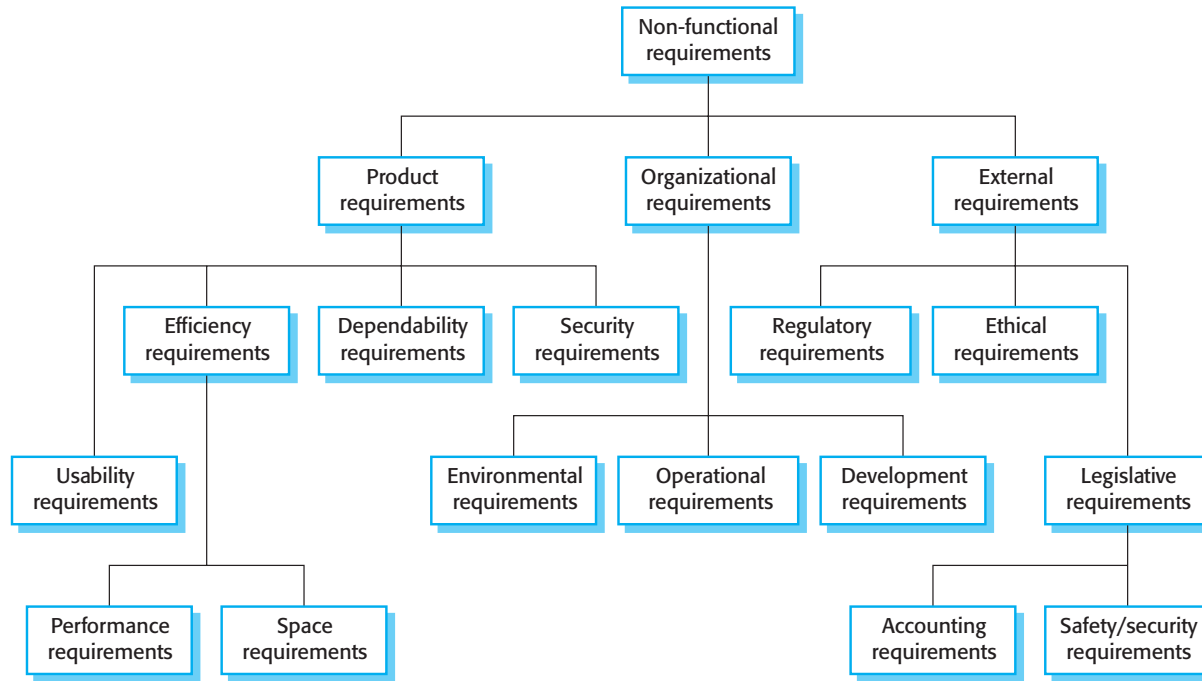 Non-functional
requirements
Product
requirements
Organizational
requirements
External
requirements
Efficiency
requirements
Dependability
requirements
Security
requirements
Regulatory
requirements
Ethical
requirements
Usability
requirements
Environmental
requirements
Operational
requirements
Development
requirements
Legislative
requirements
Performance
requirements
Space
requirements
Accounting
requirements
Safety/security
requirements